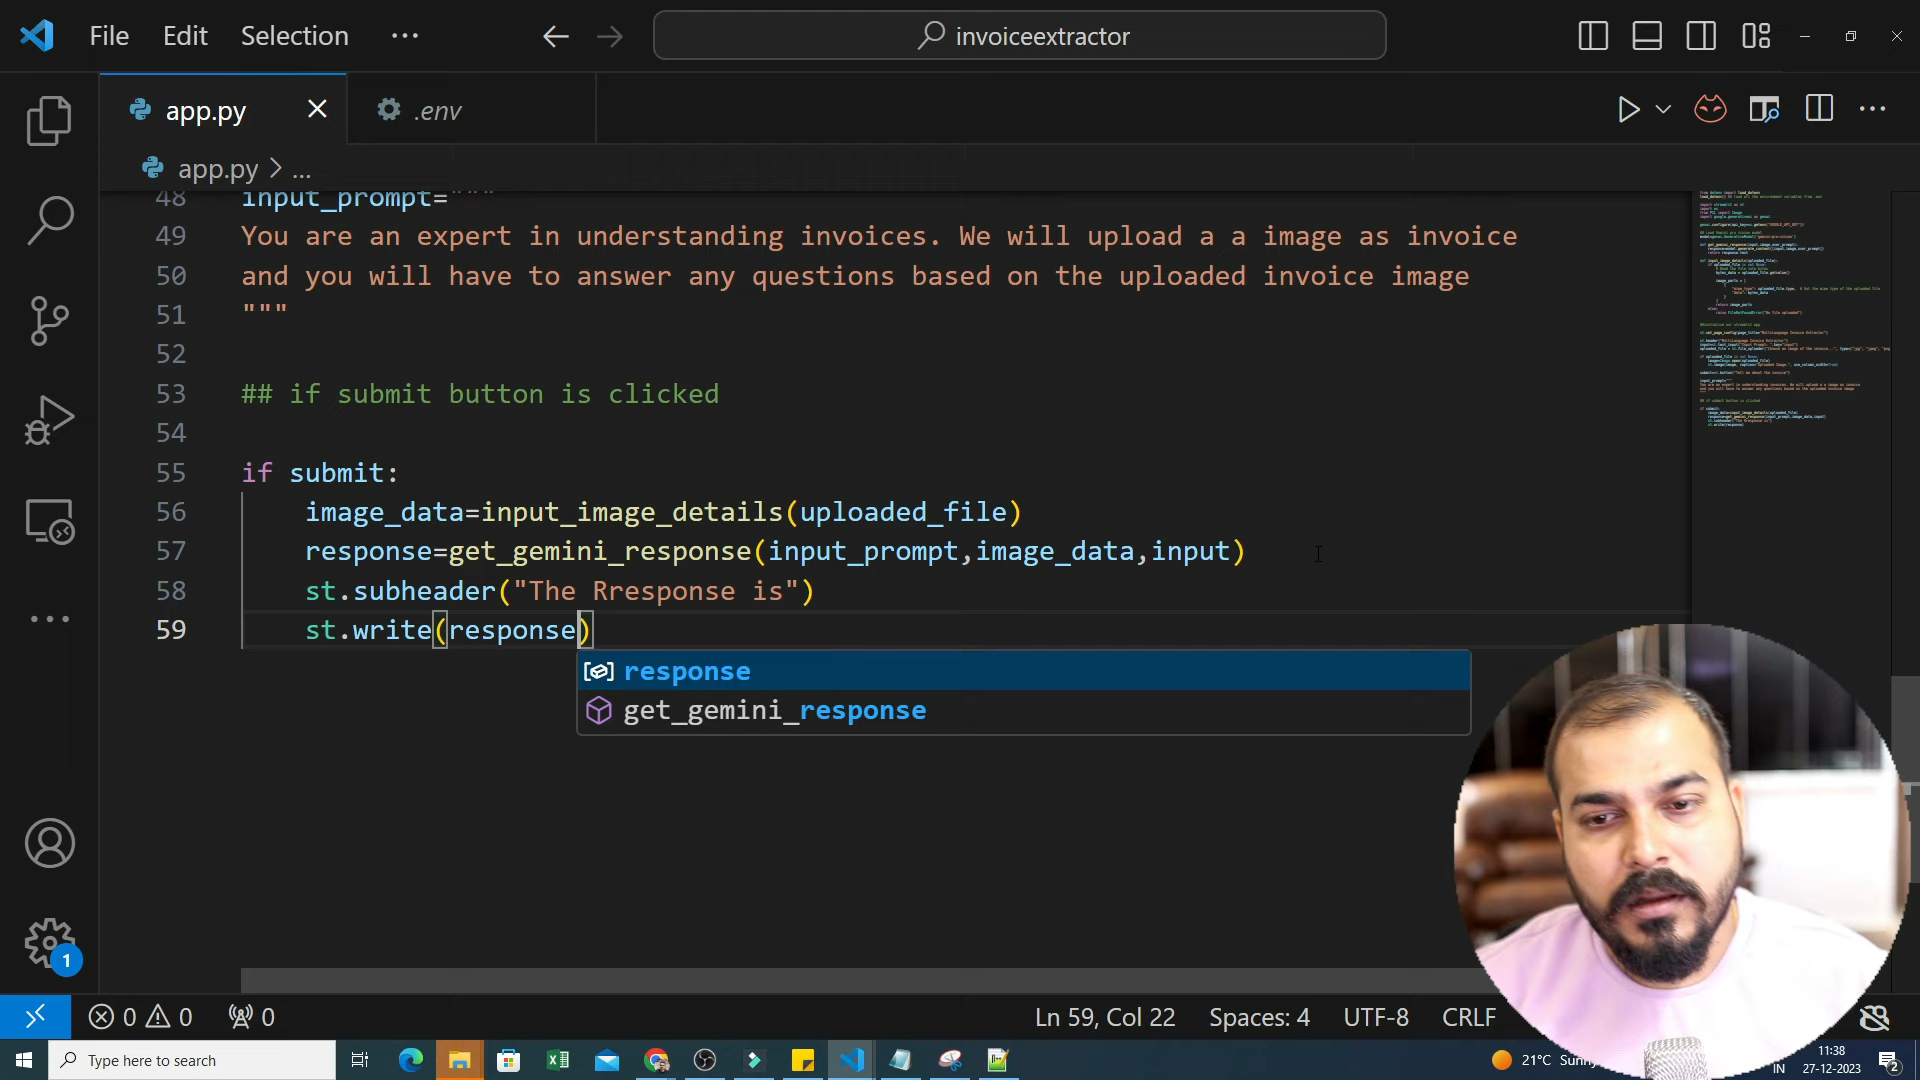 File Edit Selection ... invoiceextractor
app.py .env
app.py > ...
48 input_prompt="""
49 You are an expert in understanding invoices. We will upload a a image as invoice
50 and you will have to answer any questions based on the uploaded invoice image
51 """
52
53 ## if submit button is clicked
54
55 if submit:
56 image_data=input_image_details(uploaded_file)
57 response=get_gemini_response(input_prompt,image_data,input)
58 st.subheader("The Rresponse is")
59 st.write(response)
response
get_gemini_response
1
0 0 0 Ln 59, Col 22 Spaces: 4 UTF-8 CRLF
Type here to search
21°C
11:38
IN 27-12-2023
2